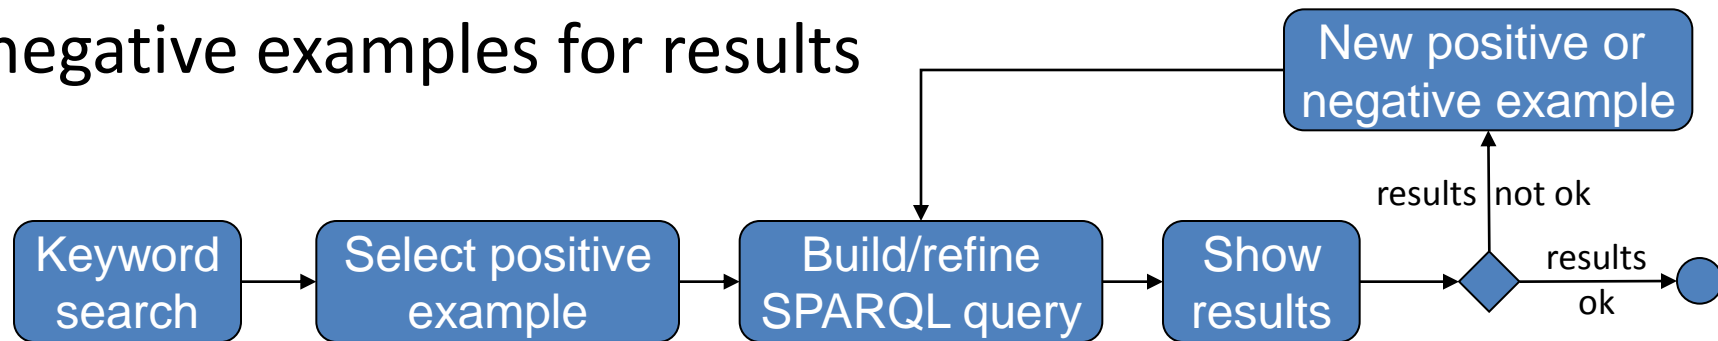 negative examples for results
New positive or
negative example
results not ok
Keyword
search
Select positive
example
Build/refine
SPARQL query
Show
results
results
ok